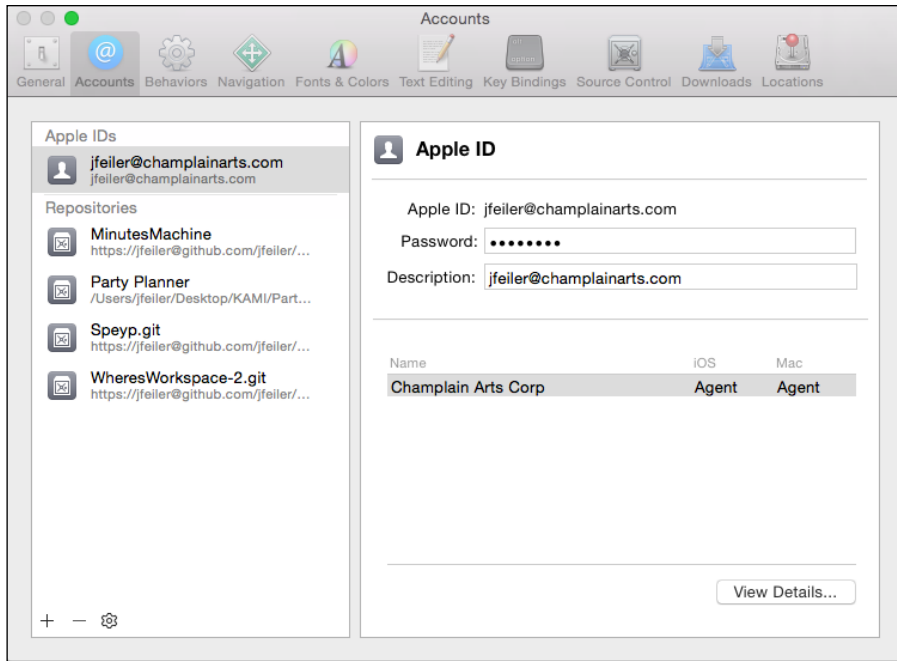 Accounts
General Accounts Behaviors Navigation Fonts & Colors Text Editing Key Bindings Source Control Downloads Locations
Apple IDs
jfeiler@champlainarts.com
jfeiler@champlainarts.com
Repositories
MinutesMachine
https://jfeiler@github.com/jfeiler/...
Party Planner
/Users/jfeiler/Desktop/KAMI/Part...
Speyp.git
https://jfeiler@github.com/jfeiler/...
WheresWorkspace-2.git
https://jfeiler@github.com/jfeiler/...
Apple ID
Apple ID: jfeiler@champlainarts.com
Password: ••••••••
Description: jfeiler@champlainarts.com
Name iOS Mac
Champlain Arts Corp Agent Agent
View Details...